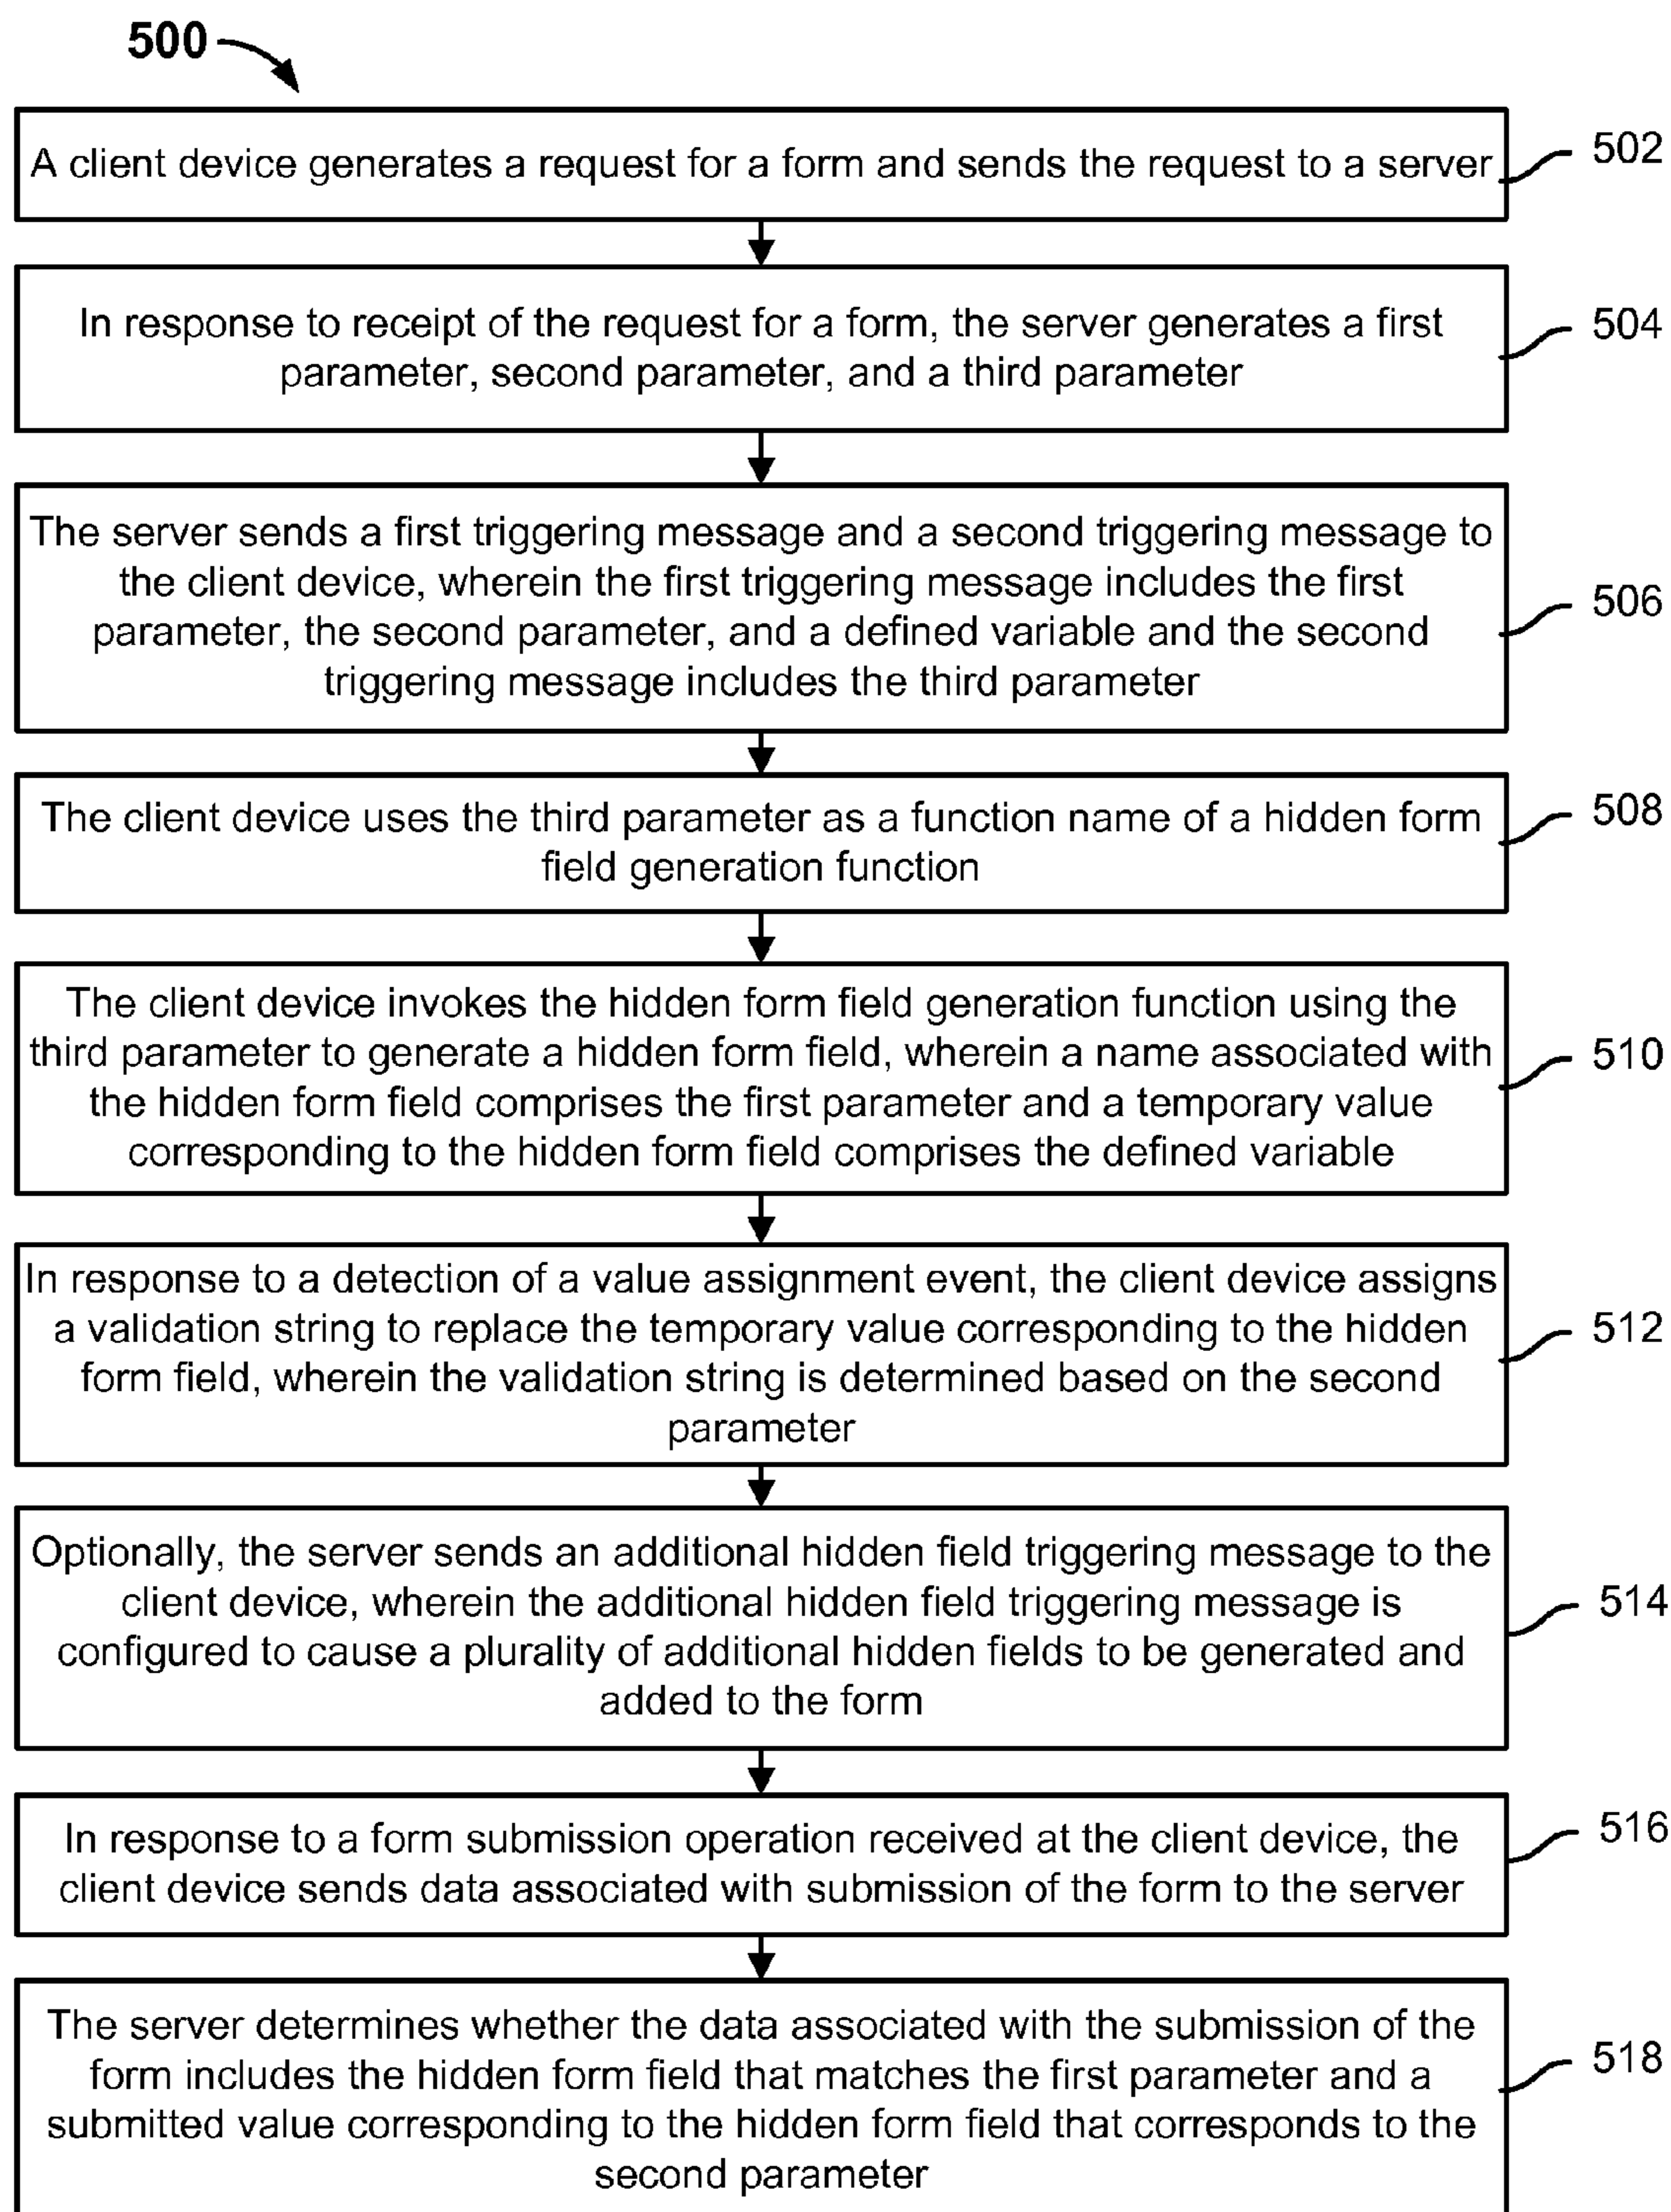 500
A client device generates a request for a form and sends the request to a server
502
In response to receipt of the request for a form, the server generates a first
parameter, second parameter, and a third parameter
504
The server sends a first triggering message and a second triggering message to
the client device, wherein the first triggering message includes the first
parameter, the second parameter, and a defined variable and the second
triggering message includes the third parameter
506
The client device uses the third parameter as a function name of a hidden form
field generation function
508
The client device invokes the hidden form field generation function using the
third parameter to generate a hidden form field, wherein a name associated with
the hidden form field comprises the first parameter and a temporary value
corresponding to the hidden form field comprises the defined variable
510
In response to a detection of a value assignment event, the client device assigns
a validation string to replace the temporary value corresponding to the hidden
form field, wherein the validation string is determined based on the second
parameter
512
Optionally, the server sends an additional hidden field triggering message to the
client device, wherein the additional hidden field triggering message is
configured to cause a plurality of additional hidden fields to be generated and
added to the form
514
In response to a form submission operation received at the client device, the
client device sends data associated with submission of the form to the server
516
The server determines whether the data associated with the submission of the
form includes the hidden form field that matches the first parameter and a
submitted value corresponding to the hidden form field that corresponds to the
second parameter
518